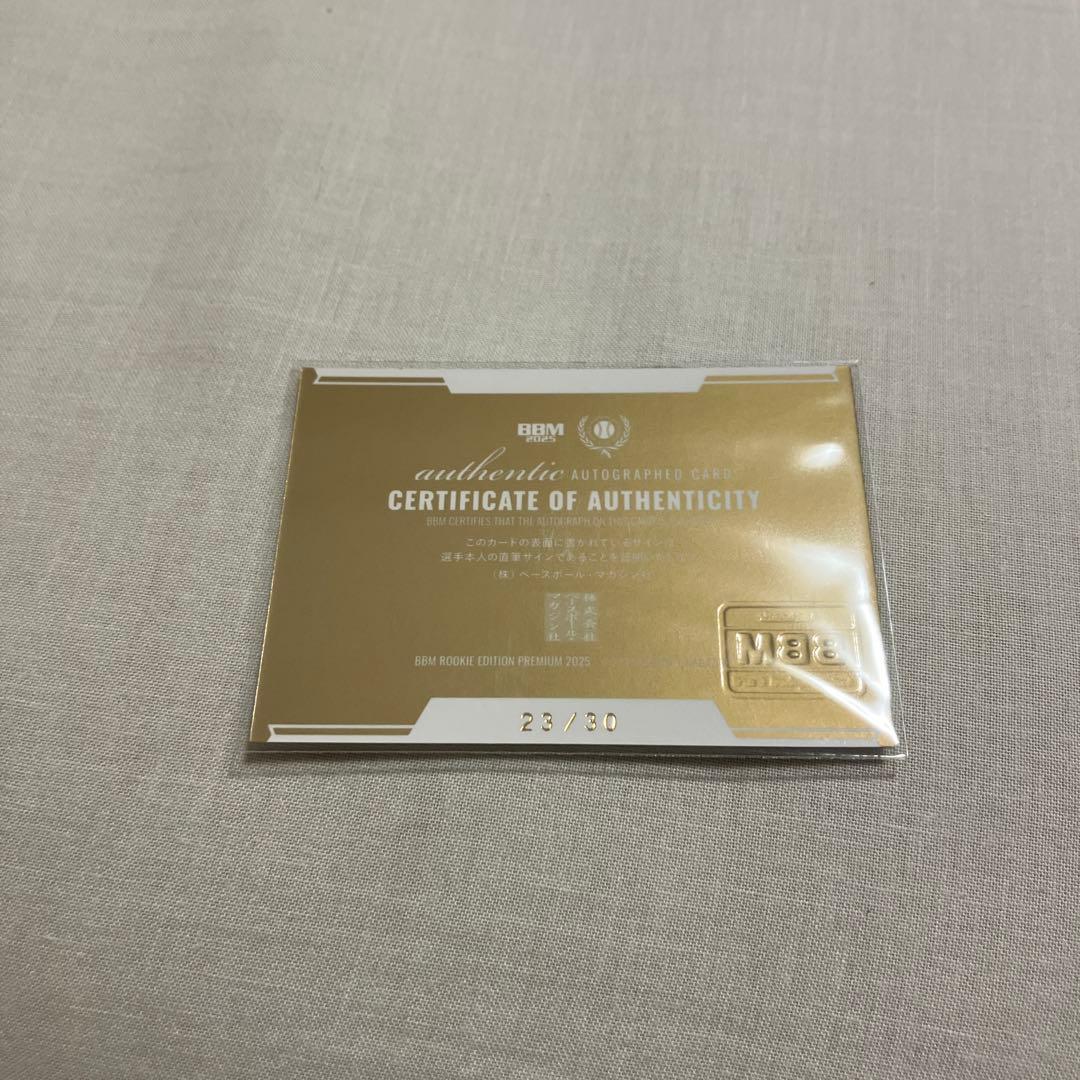 BBM
2025
authentic AUTOGRAPHED CARD
CERTIFICATE OF AUTHENTICITY
BBM CERTIFIES THAT THE AUTOGRAPH ON THIS CARD IS
このカードの表面に書かれているサインは、
選手本人の直筆サインであることを証明いたします。
(株)ベースボール・マガジン社
株式会社
ベースボール・
マガジン社
BBM ROOKIE EDITION PREMIUM 2025
BBM
23/30